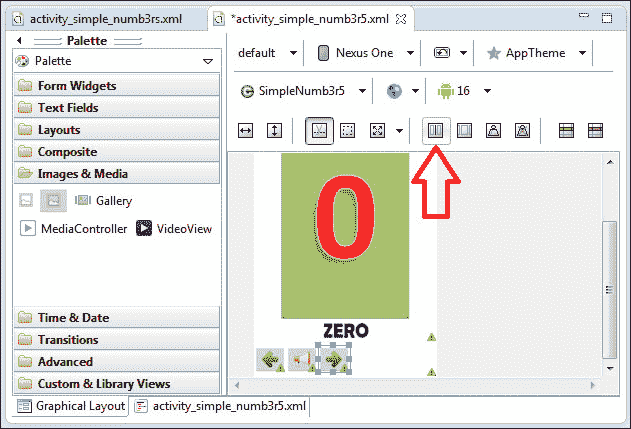 activity_simple_numb3rs.xml
*activity_simple_numb3r5.xml
Palette
Palette
Form Widgets
Text Fields
Layouts
Composite
Images & Media
Gallery
MediaController
VideoView
Time & Date
Transitions
Advanced
Custom & Library Views
default
Nexus One
AppTheme
SimpleNumb3r5
16
0
ZERO
Graphical Layout
activity_simple_numb3r5.xml